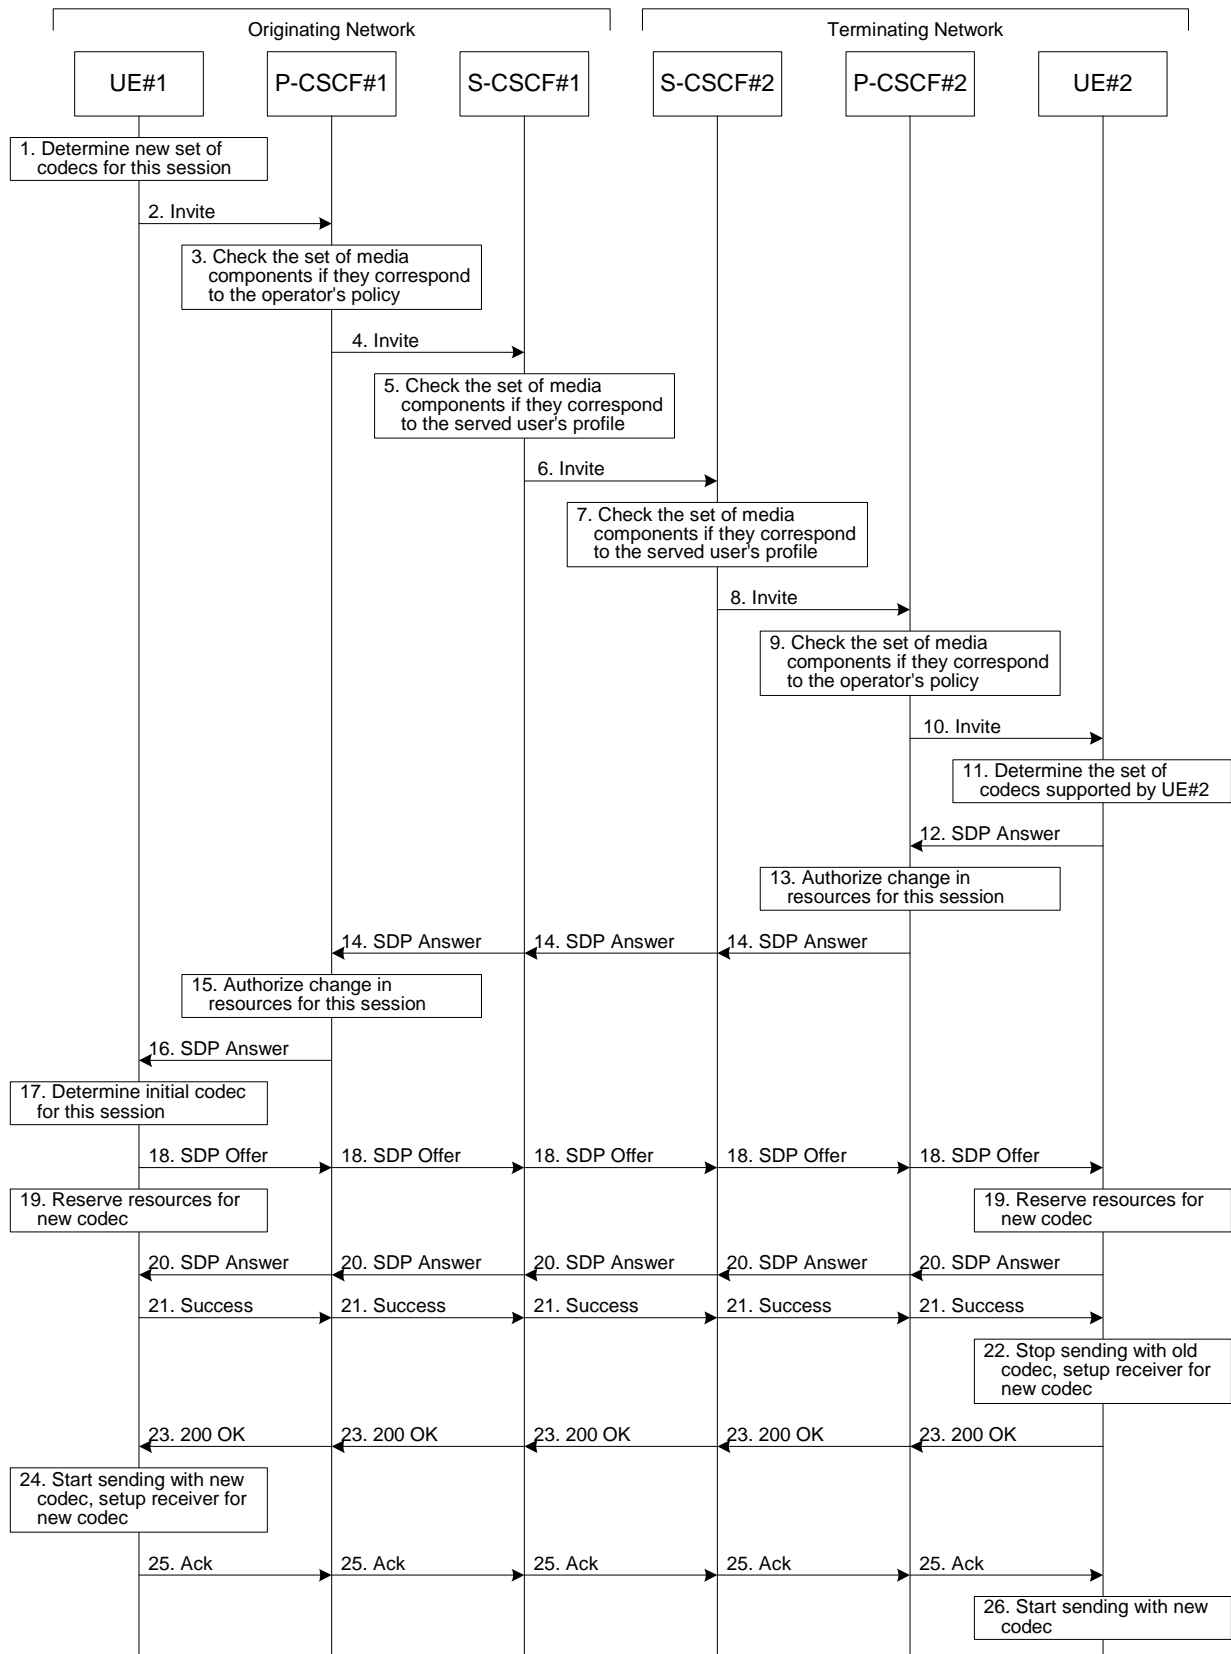 Originating Network
Terminating Network
UE#1
P-CSCF#1
S-CSCF#1
S-CSCF#2
P-CSCF#2
UE#2
1. Determine new set of
codecs for this session
2. Invite
3. Check the set of media
components if they correspond
to the operator's policy
4. Invite
5. Check the set of media
components if they correspond
to the served user's profile
6. Invite
7. Check the set of media
components if they correspond
to the served user's profile
8. Invite
9. Check the set of media
components if they correspond
to the operator's policy
10. Invite
11. Determine the set of
codecs supported by UE#2
12. SDP Answer
13. Authorize change in
resources for this session
14. SDP Answer
14. SDP Answer
14. SDP Answer
15. Authorize change in
resources for this session
16. SDP Answer
17. Determine initial codec
for this session
18. SDP Offer
18. SDP Offer
18. SDP Offer
18. SDP Offer
18. SDP Offer
19. Reserve resources for
new codec
19. Reserve resources for
new codec
20. SDP Answer
20. SDP Answer
20. SDP Answer
20. SDP Answer
20. SDP Answer
21. Success
21. Success
21. Success
21. Success
21. Success
22. Stop sending with old
codec, setup receiver for
new codec
23. 200 OK
23. 200 OK
23. 200 OK
23. 200 OK
23. 200 OK
24. Start sending with new
codec, setup receiver for
new codec
25. Ack
25. Ack
25. Ack
25. Ack
25. Ack
26. Start sending with new
codec